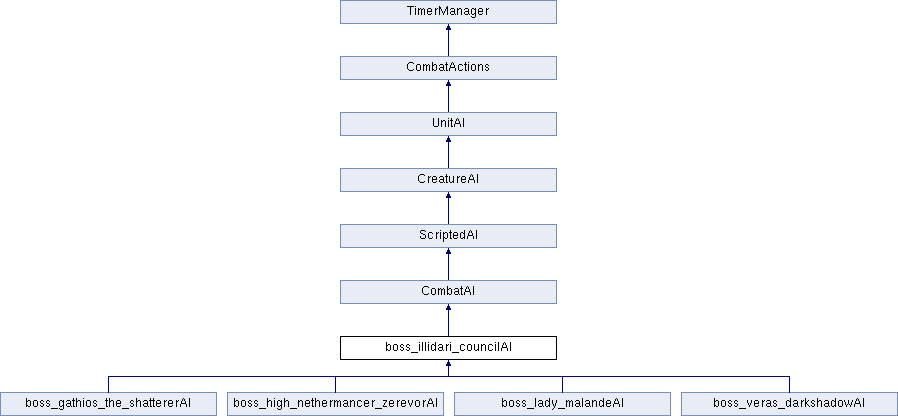 TimerManager
CombatActions
UnitAI
CreatureAI
ScriptedAI
CombatAI
boss_illidari_councilAI
boss_gathios_the_shattererAI
boss_high_nethermancer_zerevorAI
boss_lady_malandeAI
boss_veras_darkshadowAI